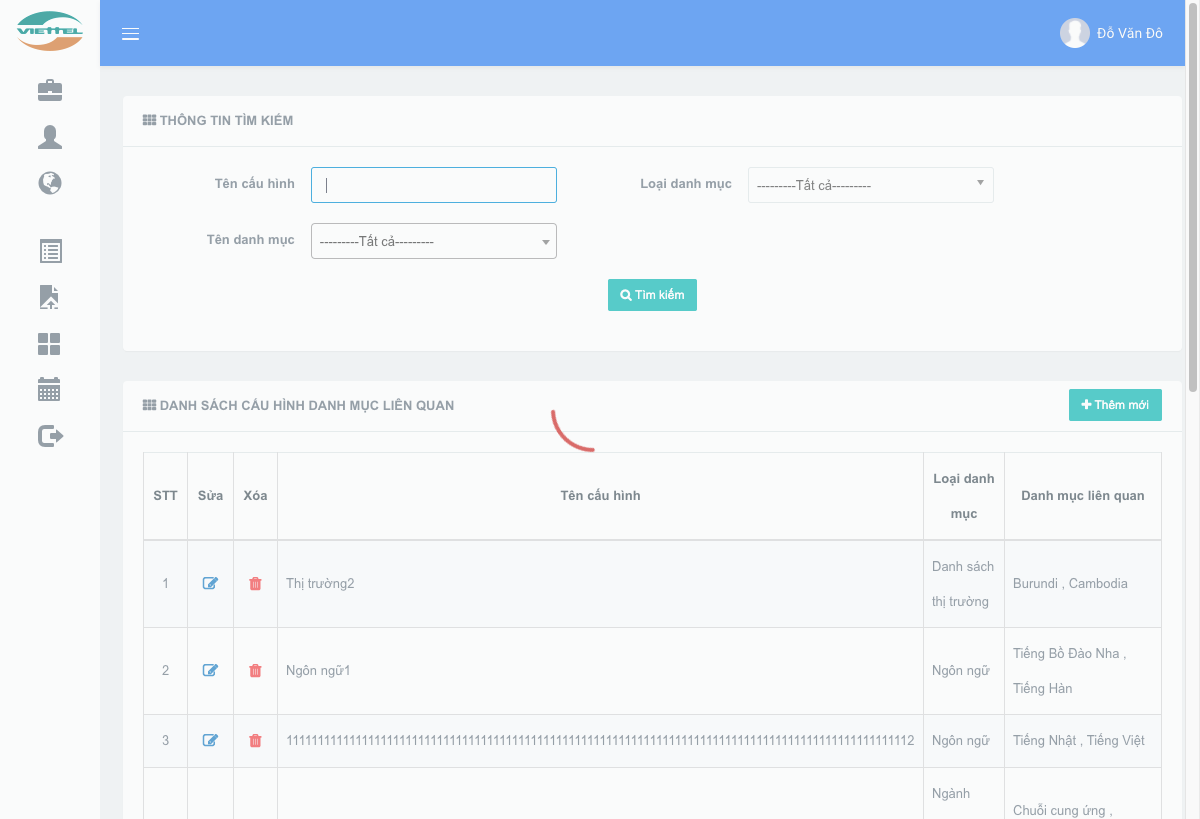 VIETTEL
Đỗ Văn Đô
THÔNG TIN TÌM KIẾM
Tên cấu hình
Loại danh mục
---------Tất cả---------
Tên danh mục
---------Tất cả---------
Tìm kiếm
DANH SÁCH CẤU HÌNH DANH MỤC LIÊN QUAN
Thêm mới
STT
Sửa
Xóa
Tên cấu hình
Loại danh
mục
Danh mục liên quan
1
Thị trường2
Danh sách
thị trường
Burundi , Cambodia
2
Ngôn ngữ1
Ngôn ngữ
Tiếng Bồ Đào Nha ,
Tiếng Hàn
3
Ngôn ngữ
Tiếng Nhật , Tiếng Việt
Ngành
Chuỗi cung ứng ,